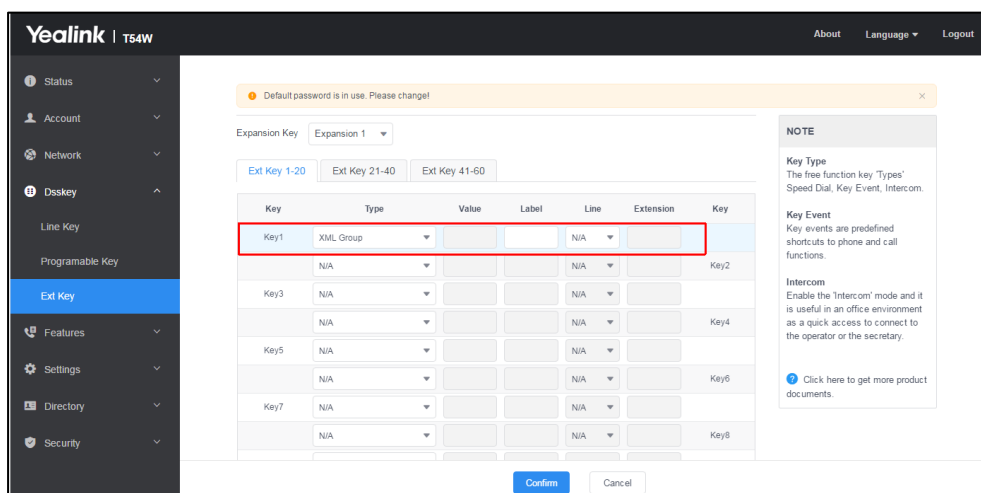 Yealink | T54W
About Language Logout
Status
Account
Network
Dsskey
Line Key
Programable Key
Ext Key
Features
Settings
Directory
Security
Default password is in use. Please change!
Expansion Key Expansion 1
Ext Key 1-20 Ext Key 21-40 Ext Key 41-60
Key Type Value Label Line Extension Key
Key1 XML Group N/A
N/A N/A Key2
Key3 N/A N/A
N/A N/A Key4
Key5 N/A N/A
N/A N/A Key6
Key7 N/A N/A
N/A N/A Key8
Confirm Cancel
NOTE
Key Type
The free function key 'Types'
Speed Dial, Key Event, Intercom.
Key Event
Key events are predefined
shortcuts to phone and call
functions.
Intercom
Enable the 'Intercom' mode and it
is useful in an office environment
as a quick access to connect to
the operator or the secretary.
Click here to get more product
documents.